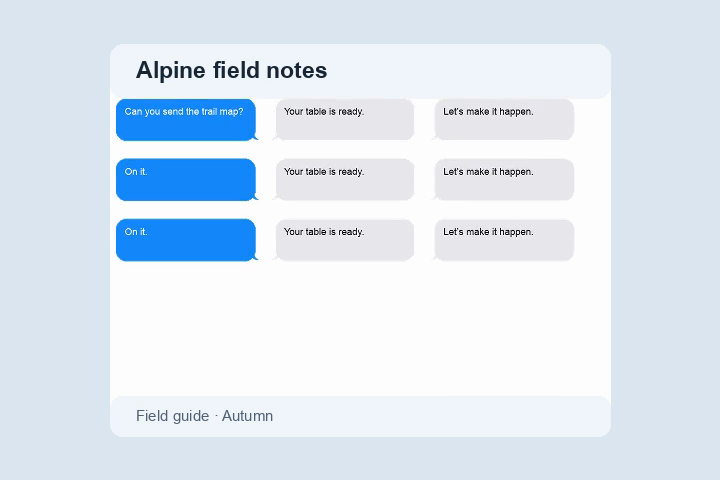 Alpine field notes
Can you send the trail map?
Your table is ready.
Let's make it happen.
On it.
Your table is ready.
Let's make it happen.
On it.
Your table is ready.
Let's make it happen.
Field guide · Autumn